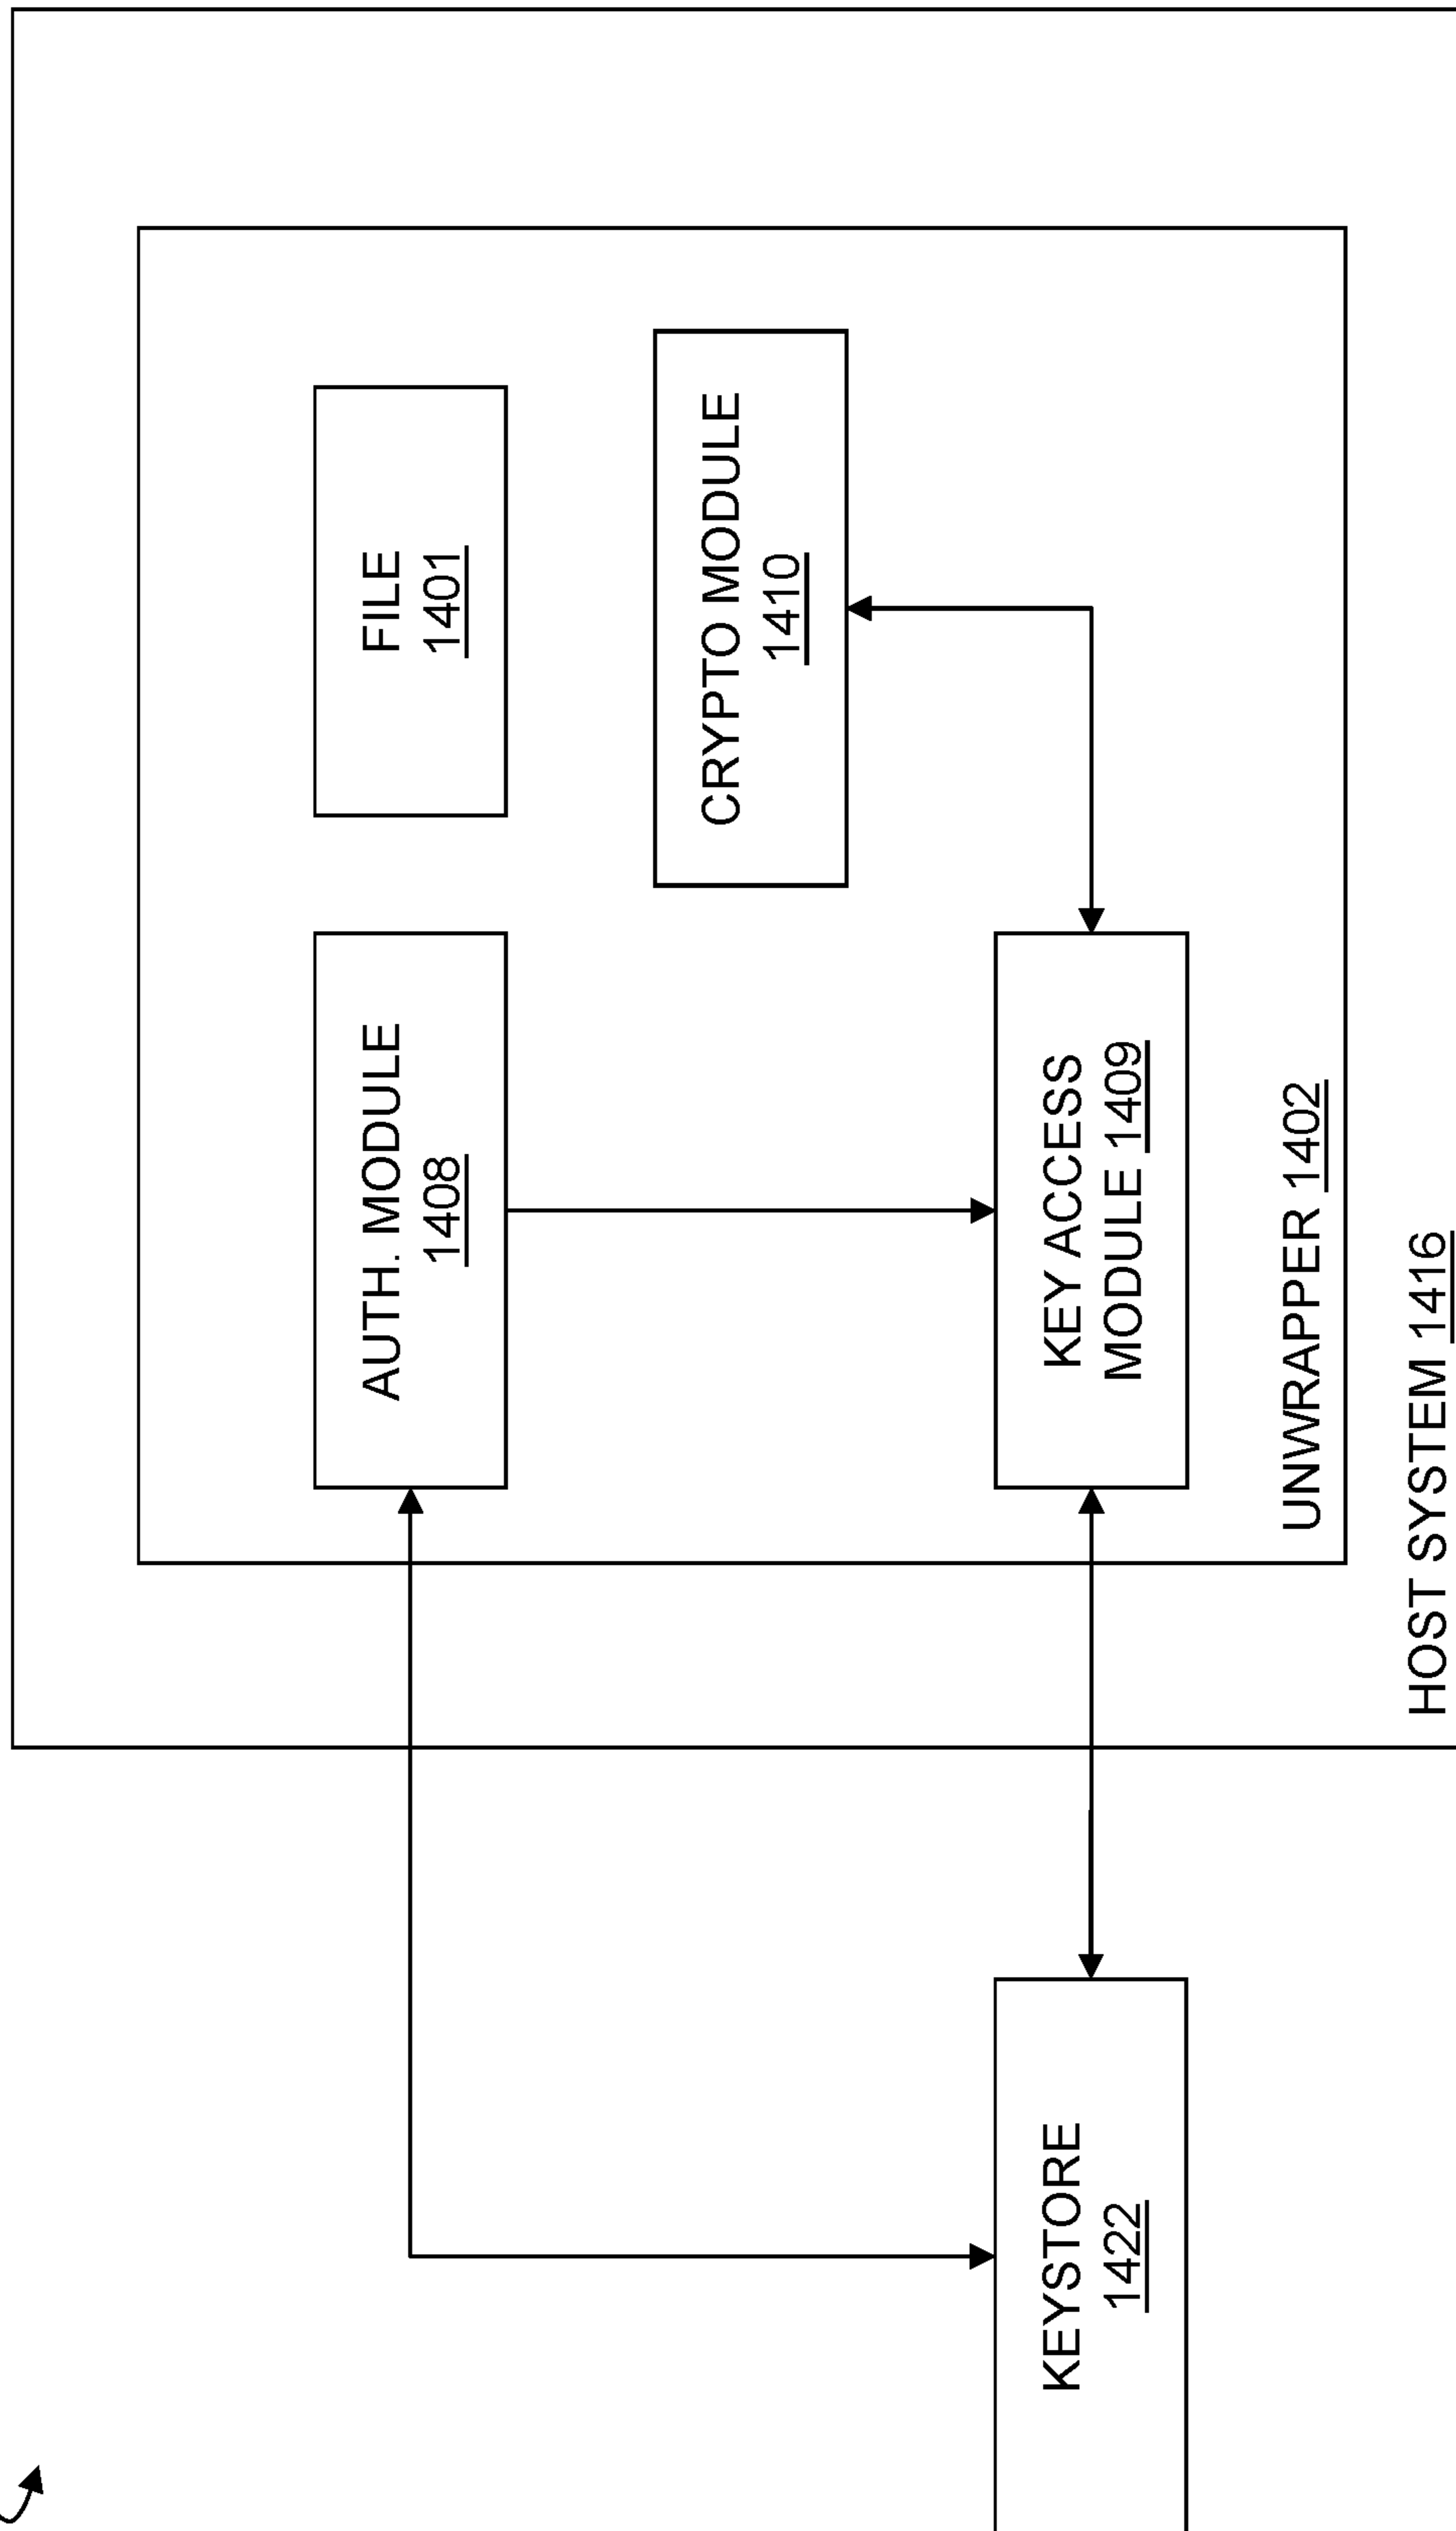 AUTH. MODULE
1408
FILE
1401
CRYPTO MODULE
1410
KEYSTORE
1422
KEY ACCESS
MODULE 1409
UNWRAPPER 1402
HOST SYSTEM 1416